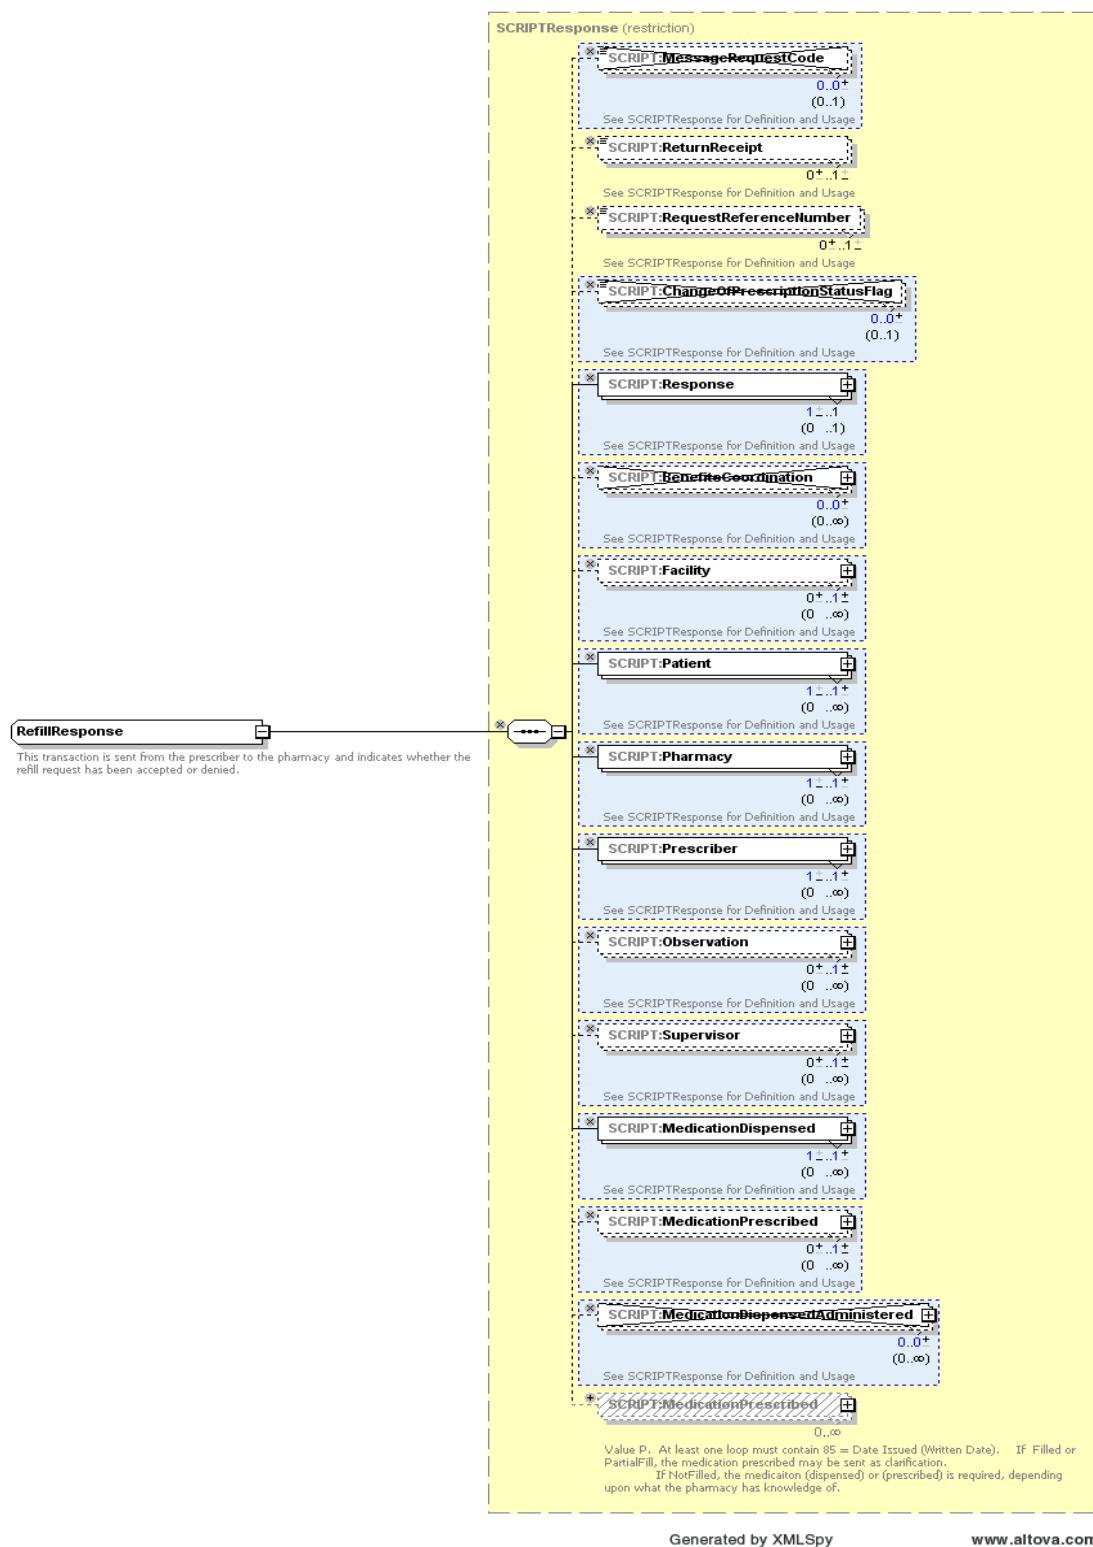 SCRIPTResponse (restriction)
SCRIPT:MessageRequestCode
0..0
(0..1)
See SCRIPTResponse for Definition and Usage
SCRIPT:ReturnReceipt
0..1
See SCRIPTResponse for Definition and Usage
SCRIPT:RequestReferenceNumber
0..1
See SCRIPTResponse for Definition and Usage
SCRIPT:ChangeOfPrescriptionStatusFlag
0..0
(0..1)
See SCRIPTResponse for Definition and Usage
SCRIPT:Response
1..1
(0 ..1)
See SCRIPTResponse for Definition and Usage
SCRIPT:BenefitsCoordination
0..0
(0..∞)
See SCRIPTResponse for Definition and Usage
SCRIPT:Facility
0..1
(0 ..∞)
See SCRIPTResponse for Definition and Usage
SCRIPT:Patient
1..1
(0 ..∞)
See SCRIPTResponse for Definition and Usage
RefillResponse
This transaction is sent from the prescriber to the pharmacy and indicates whether the
refill request has been accepted or denied.
SCRIPT:Pharmacy
1..1
(0 ..∞)
See SCRIPTResponse for Definition and Usage
SCRIPT:Prescriber
1..1
(0 ..∞)
See SCRIPTResponse for Definition and Usage
SCRIPT:Observation
0..1
(0 ..∞)
See SCRIPTResponse for Definition and Usage
SCRIPT:Supervisor
0..1
(0 ..∞)
See SCRIPTResponse for Definition and Usage
SCRIPT:MedicationDispensed
1..1
(0 ..∞)
See SCRIPTResponse for Definition and Usage
SCRIPT:MedicationPrescribed
0..1
(0 ..∞)
See SCRIPTResponse for Definition and Usage
SCRIPT:MedicationDispensedAdministered
0..0
(0..∞)
See SCRIPTResponse for Definition and Usage
SCRIPT:MedicationPrescribed
0..∞
Value P. At least one loop must contain 85 = Date Issued (Written Date). If Filled or
PartialFill, the medication prescribed may be sent as clarification.
If NotFilled, the medicaiton (dispensed) or (prescribed) is required, depending
upon what the pharmacy has knowledge of.
Generated by XMLSpy
www.altova.com